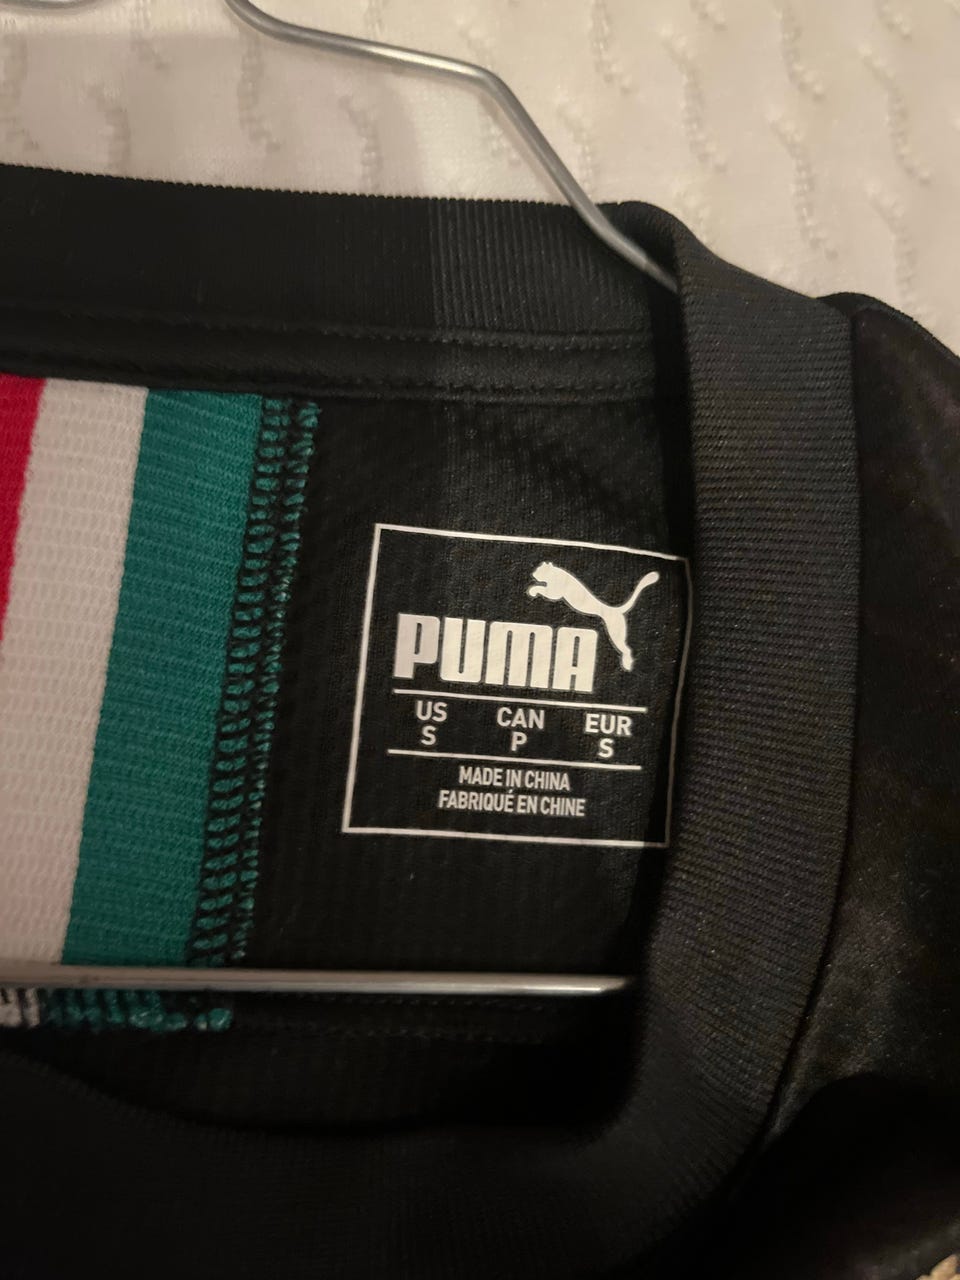 PUMA
US CAN EUR
S P S
MADE IN CHINA
FABRIQUÉ EN CHINE